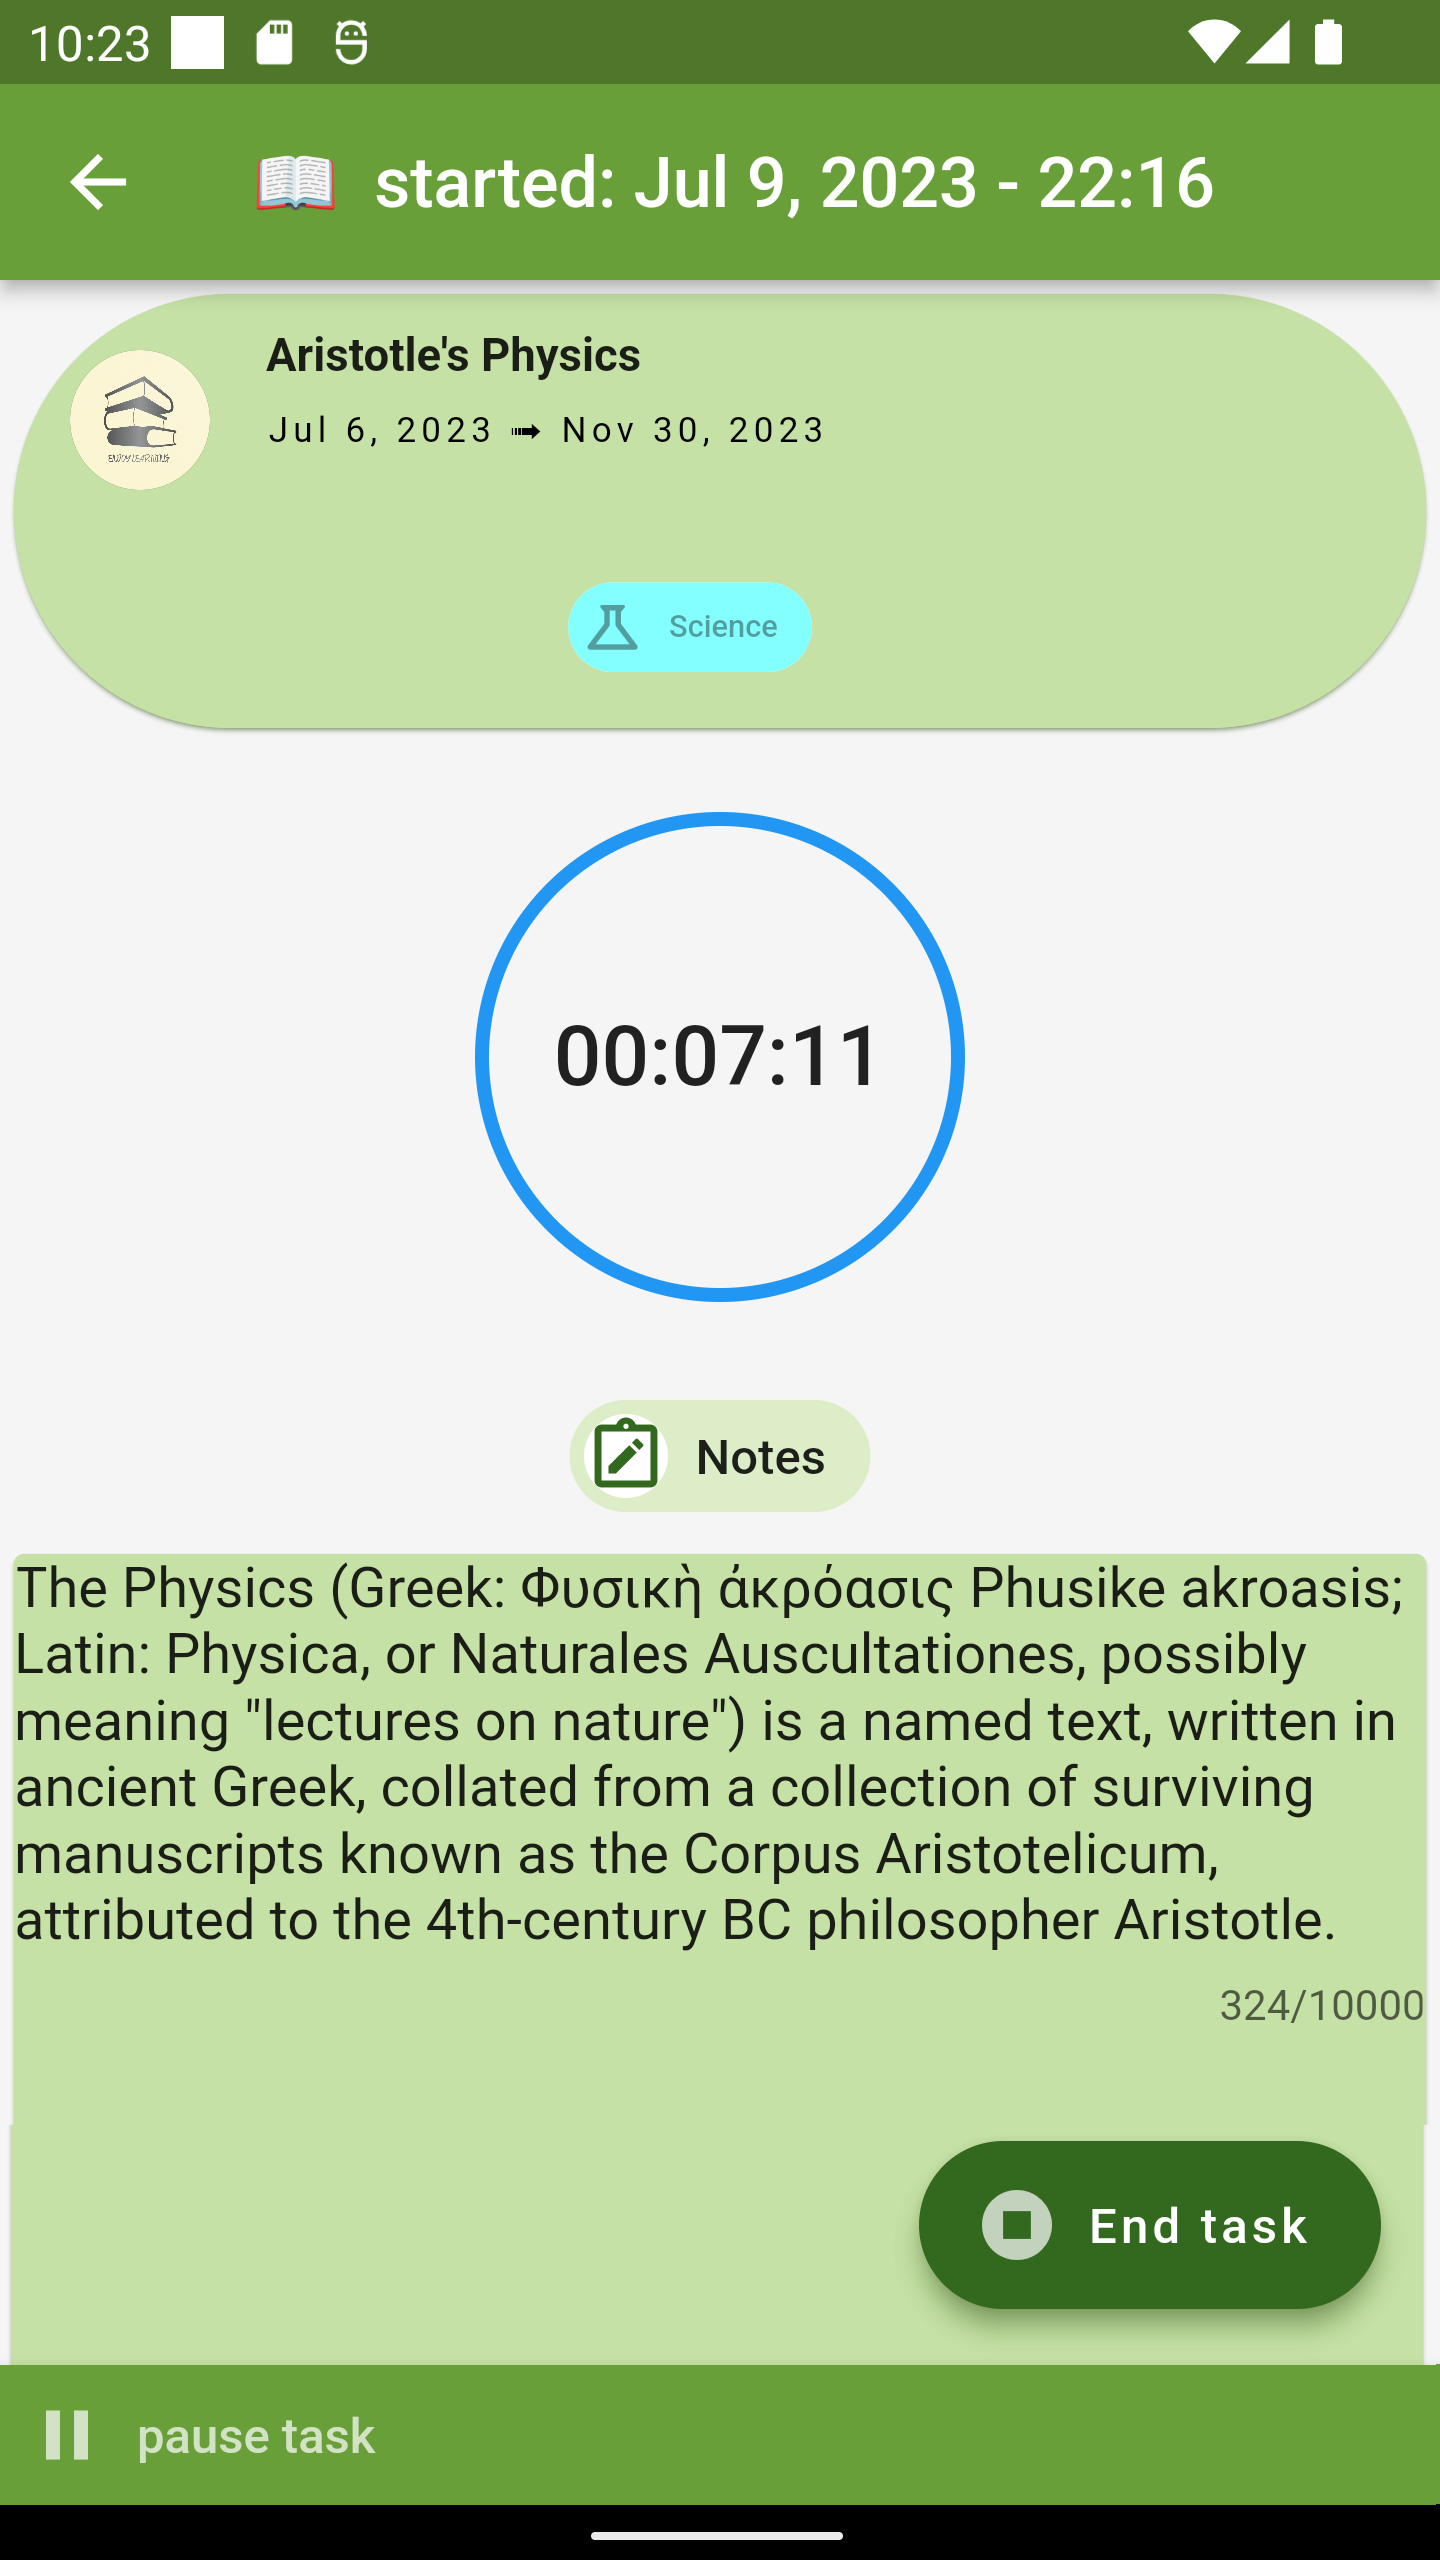 10:23
📖 started: Jul 9, 2023 - 22:16
Aristotle's Physics
Jul 6, 2023 ➟ Nov 30, 2023
ENJOY LEARNING
Science
00:07:11
Notes
The Physics (Greek: Φυσικὴ ἀκρόασις Phusike akroasis;
Latin: Physica, or Naturales Auscultationes, possibly
meaning "lectures on nature") is a named text, written in
ancient Greek, collated from a collection of surviving
manuscripts known as the Corpus Aristotelicum,
attributed to the 4th-century BC philosopher Aristotle.
324/10000
End task
pause task